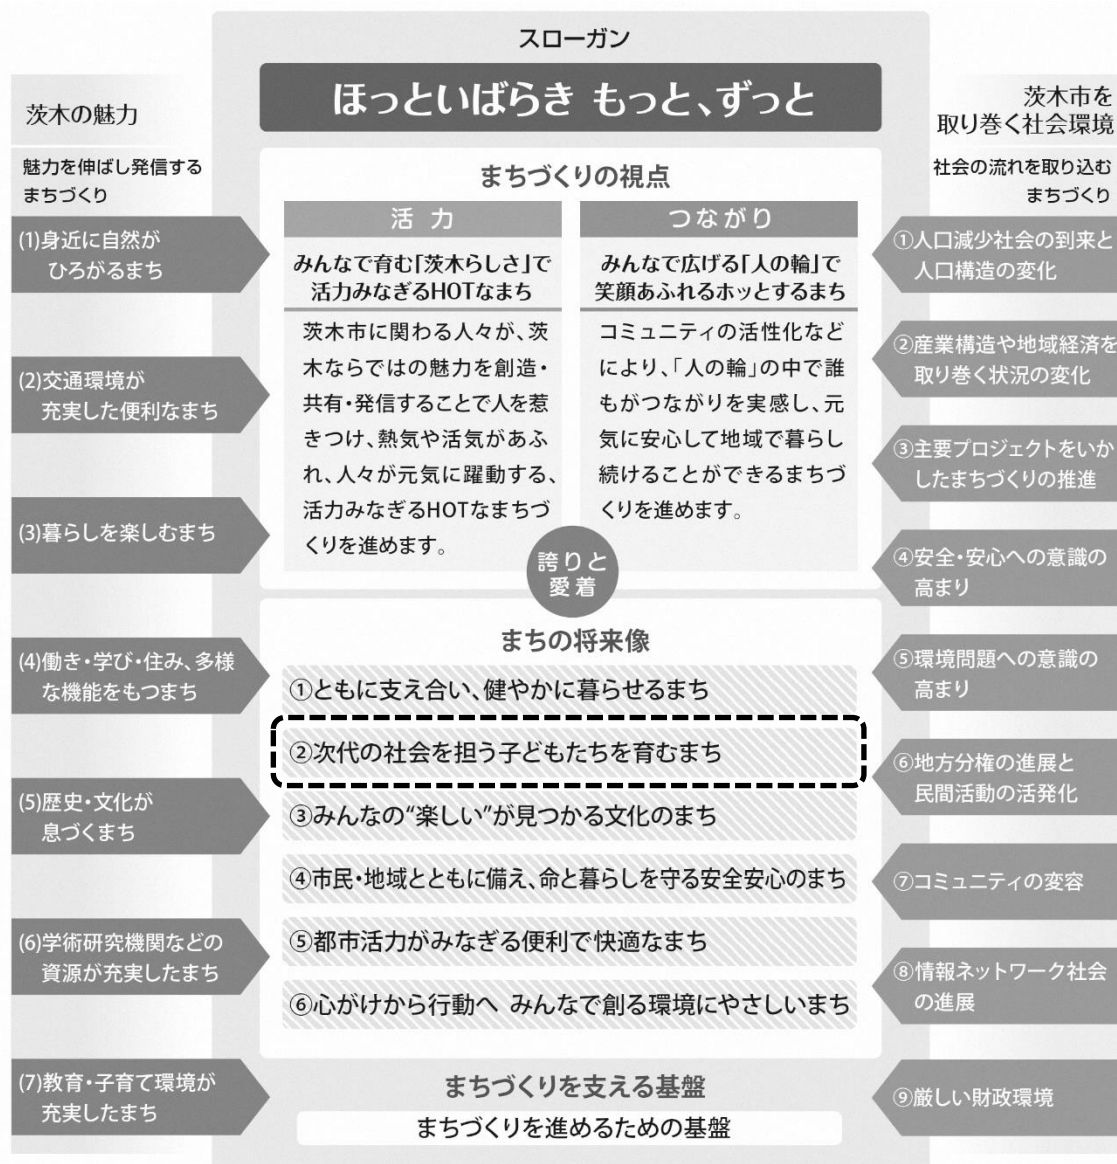 スローガン
ほっといばらき もっと、ずっと
茨木の魅力
魅力を伸ばし発信する
まちづくり
(1)身近に自然が
ひろがるまち
(2)交通環境が
充実した便利なまち
(3)暮らしを楽しむまち
(4)働き・学び・住み、多様
な機能をもつまち
(5)歴史・文化が
息づくまち
(6)学術研究機関などの
資源が充実したまち
(7)教育・子育て環境が
充実したまち
まちづくりの視点
活 力
みんなで育む「茨木らしさ」で
活力みなぎるHOTなまち
茨木市に関わる人々が、茨
木ならではの魅力を創造・
共有・発信することで人を惹
きつけ、熱気や活気があふ
れ、人々が元気に躍動する、
活力みなぎるHOTなまちづ
くりを進めます。
つながり
みんなで広げる「人の輪」で
笑顔あふれるホッとするまち
コミュニティの活性化など
により、「人の輪」の中で誰
もがつながりを実感し、元
気に安心して地域で暮らし
続けることができるまちづ
くりを進めます。
誇りと
愛着
まちの将来像
①ともに支え合い、健やかに暮らせるまち
②次代の社会を担う子どもたちを育むまち
③みんなの“楽しい”が見つかる文化のまち
④市民・地域とともに備え、命と暮らしを守る安全安心のまち
⑤都市活力がみなぎる便利で快適なまち
⑥心がけから行動へ みんなで創る環境にやさしいまち
まちづくりを支える基盤
まちづくりを進めるための基盤
茨木市を
取り巻く社会環境
社会の流れを取り込む
まちづくり
①人口減少社会の到来と
人口構造の変化
②産業構造や地域経済を
取り巻く状況の変化
③主要プロジェクトをいか
したまちづくりの推進
④安全・安心への意識の
高まり
⑤環境問題への意識の
高まり
⑥地方分権の進展と
民間活動の活発化
⑦コミュニティの変容
⑧情報ネットワーク社会
の進展
⑨厳しい財政環境